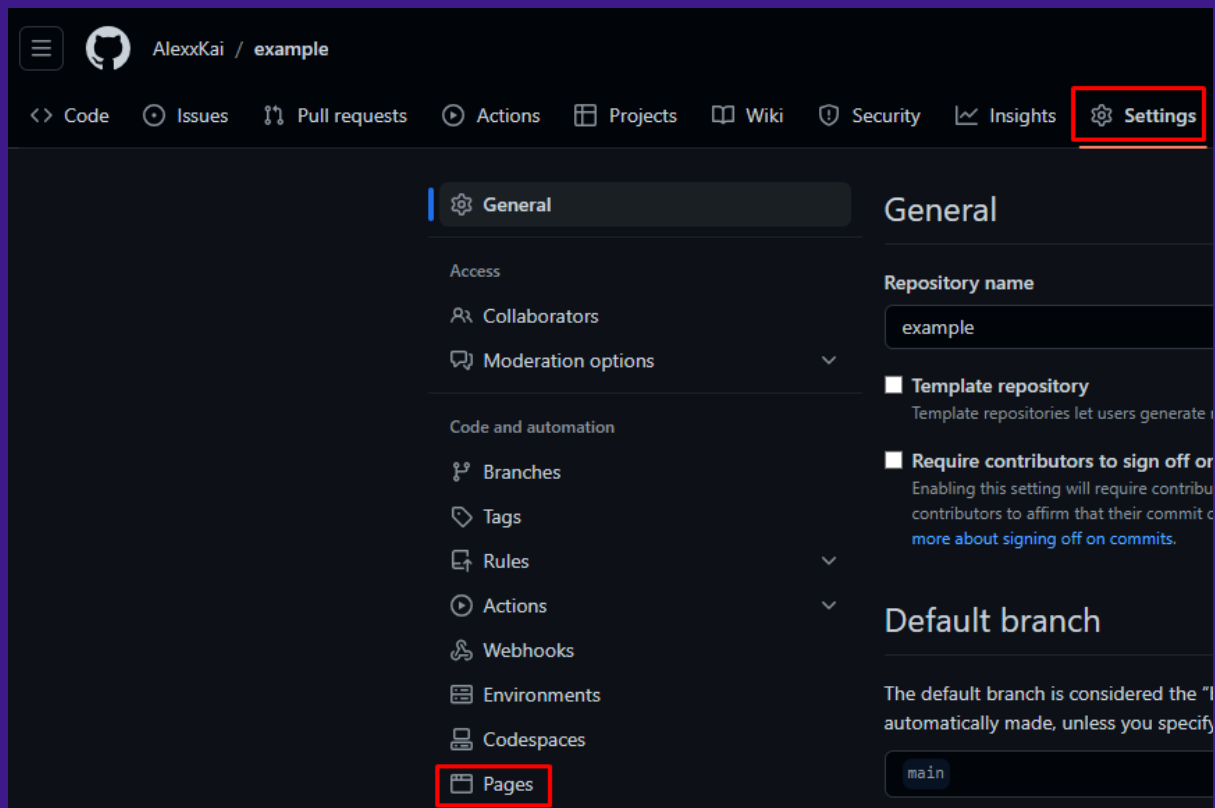 AlexxKai / example
Code Issues Pull requests Actions Projects Wiki Security Insights Settings
General
Access
Collaborators
Moderation options
Code and automation
Branches
Tags
Rules
Actions
Webhooks
Environments
Codespaces
Pages
General
Repository name
example
Template repository
Template repositories let users generate
Require contributors to sign off
Enabling this setting will require
contributors to affirm that their commit
more about signing off on commits.
Default branch
The default branch is considered the
automatically made, unless you specify
main